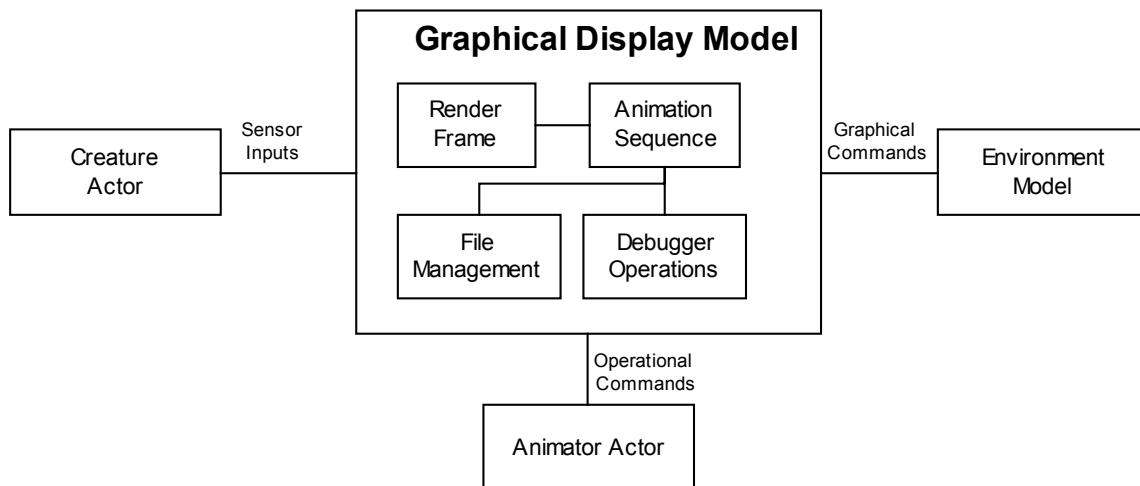 Graphical Display Model
Render
Frame
Animation
Sequence
File
Management
Debugger
Operations
Creature
Actor
Sensor
Inputs
Graphical
Commands
Environment
Model
Operational
Commands
Animator Actor